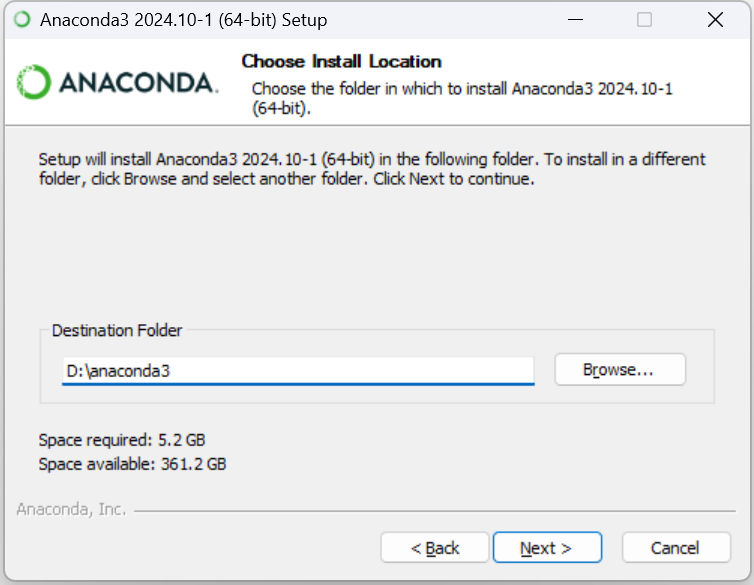 Anaconda3 2024.10-1 (64-bit) Setup
ANACONDA.
Choose Install Location
Choose the folder in which to install Anaconda3 2024.10-1
(64-bit).
Setup will install Anaconda3 2024.10-1 (64-bit) in the following folder. To install in a different
folder, click Browse and select another folder. Click Next to continue.
Destination Folder
D:\anaconda3
Browse...
Space required: 5.2 GB
Space available: 361.2 GB
Anaconda, Inc.
< Back
Next >
Cancel